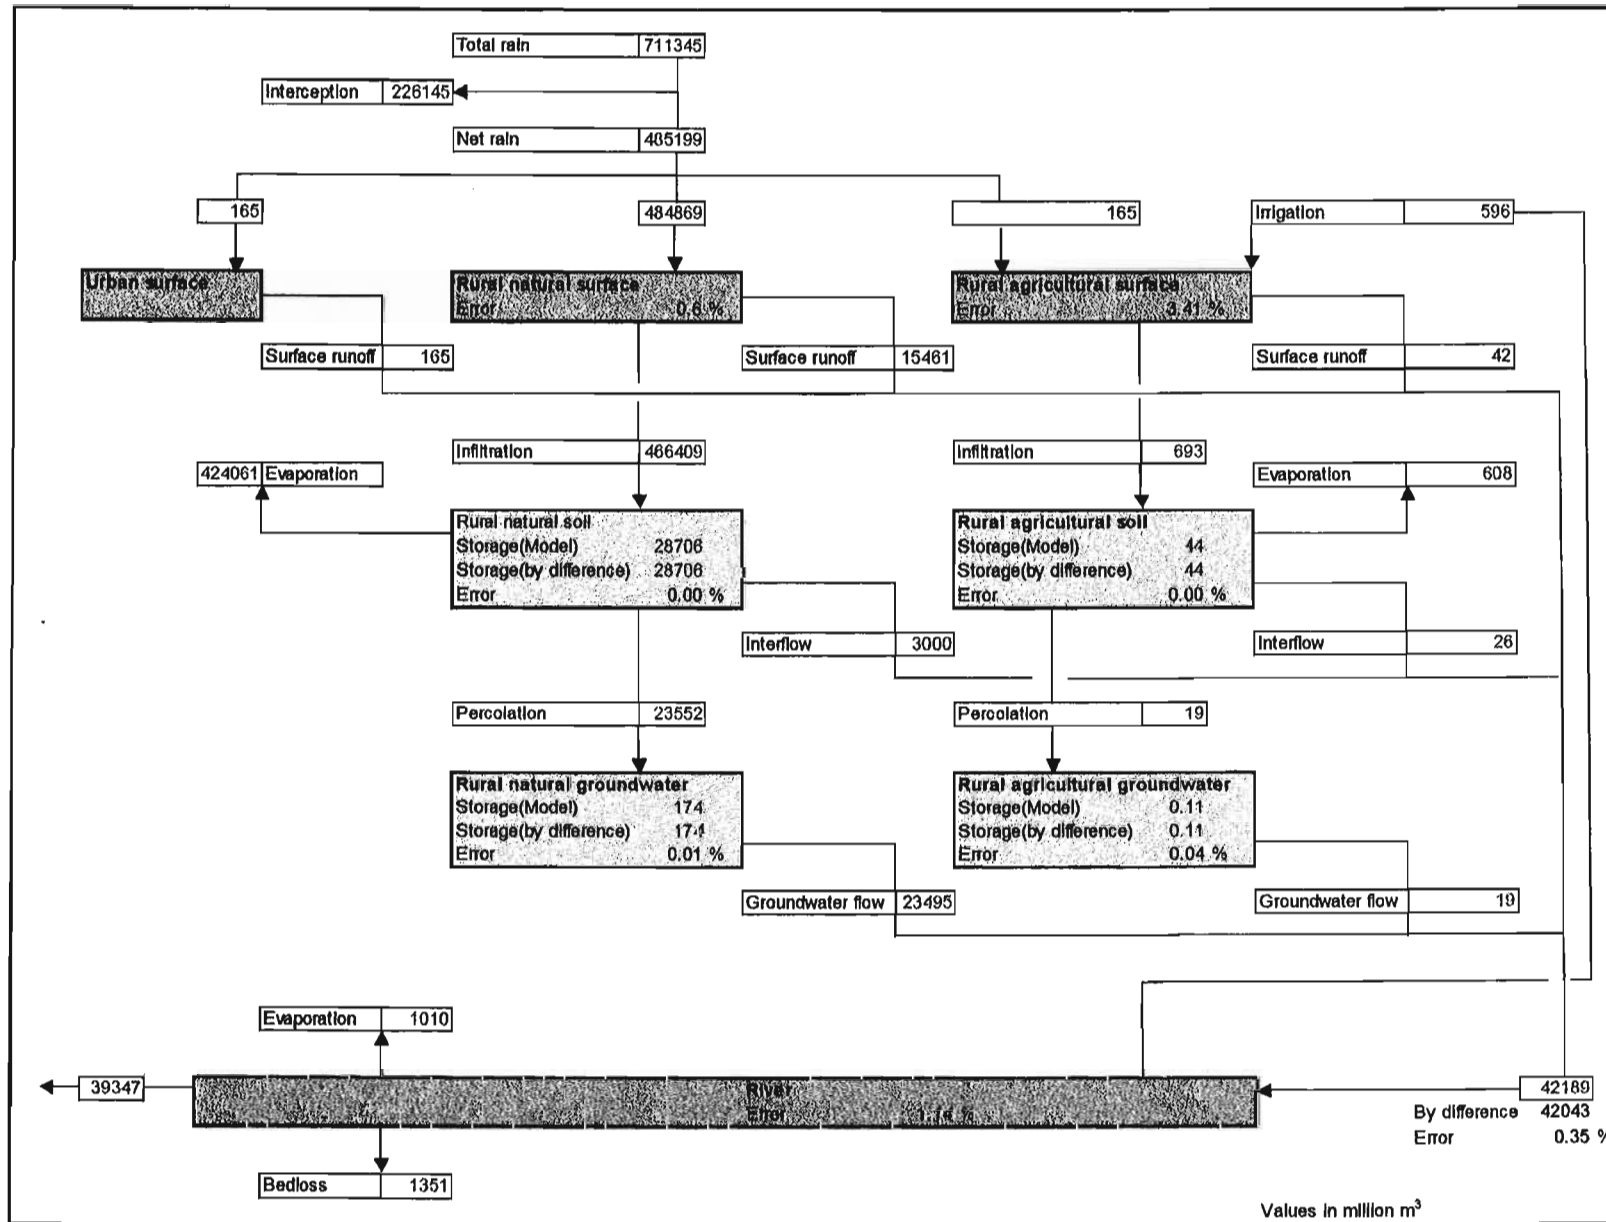 Total rain 711345
Interception 226145
Net rain 485199
165 484869 165 Irrigation 596
Urban surface
Rural natural surface
Error 0.6 %
Rural agricultural surface
Error 3.41 %
Surface runoff 165
Surface runoff 15461
Surface runoff 42
Infiltration 466409
Infiltration 693
424061 Evaporation
Evaporation 608
Rural natural soil
Storage(Model) 28706
Storage(by difference) 28706
Error 0.00 %
Rural agricultural soil
Storage(Model) 44
Storage(by difference) 44
Error 0.00 %
Interflow 3000
Interflow 26
Percolation 23552
Percolation 19
Rural natural groundwater
Storage(Model) 174
Storage(by difference) 174
Error 0.01 %
Rural agricultural groundwater
Storage(Model) 0.11
Storage(by difference) 0.11
Error 0.04 %
Groundwater flow 23495
Groundwater flow 19
Evaporation 1010
39347
River
Error %
42189
By difference 42043
Error 0.35 %
Bedloss 1351
Values in million m³